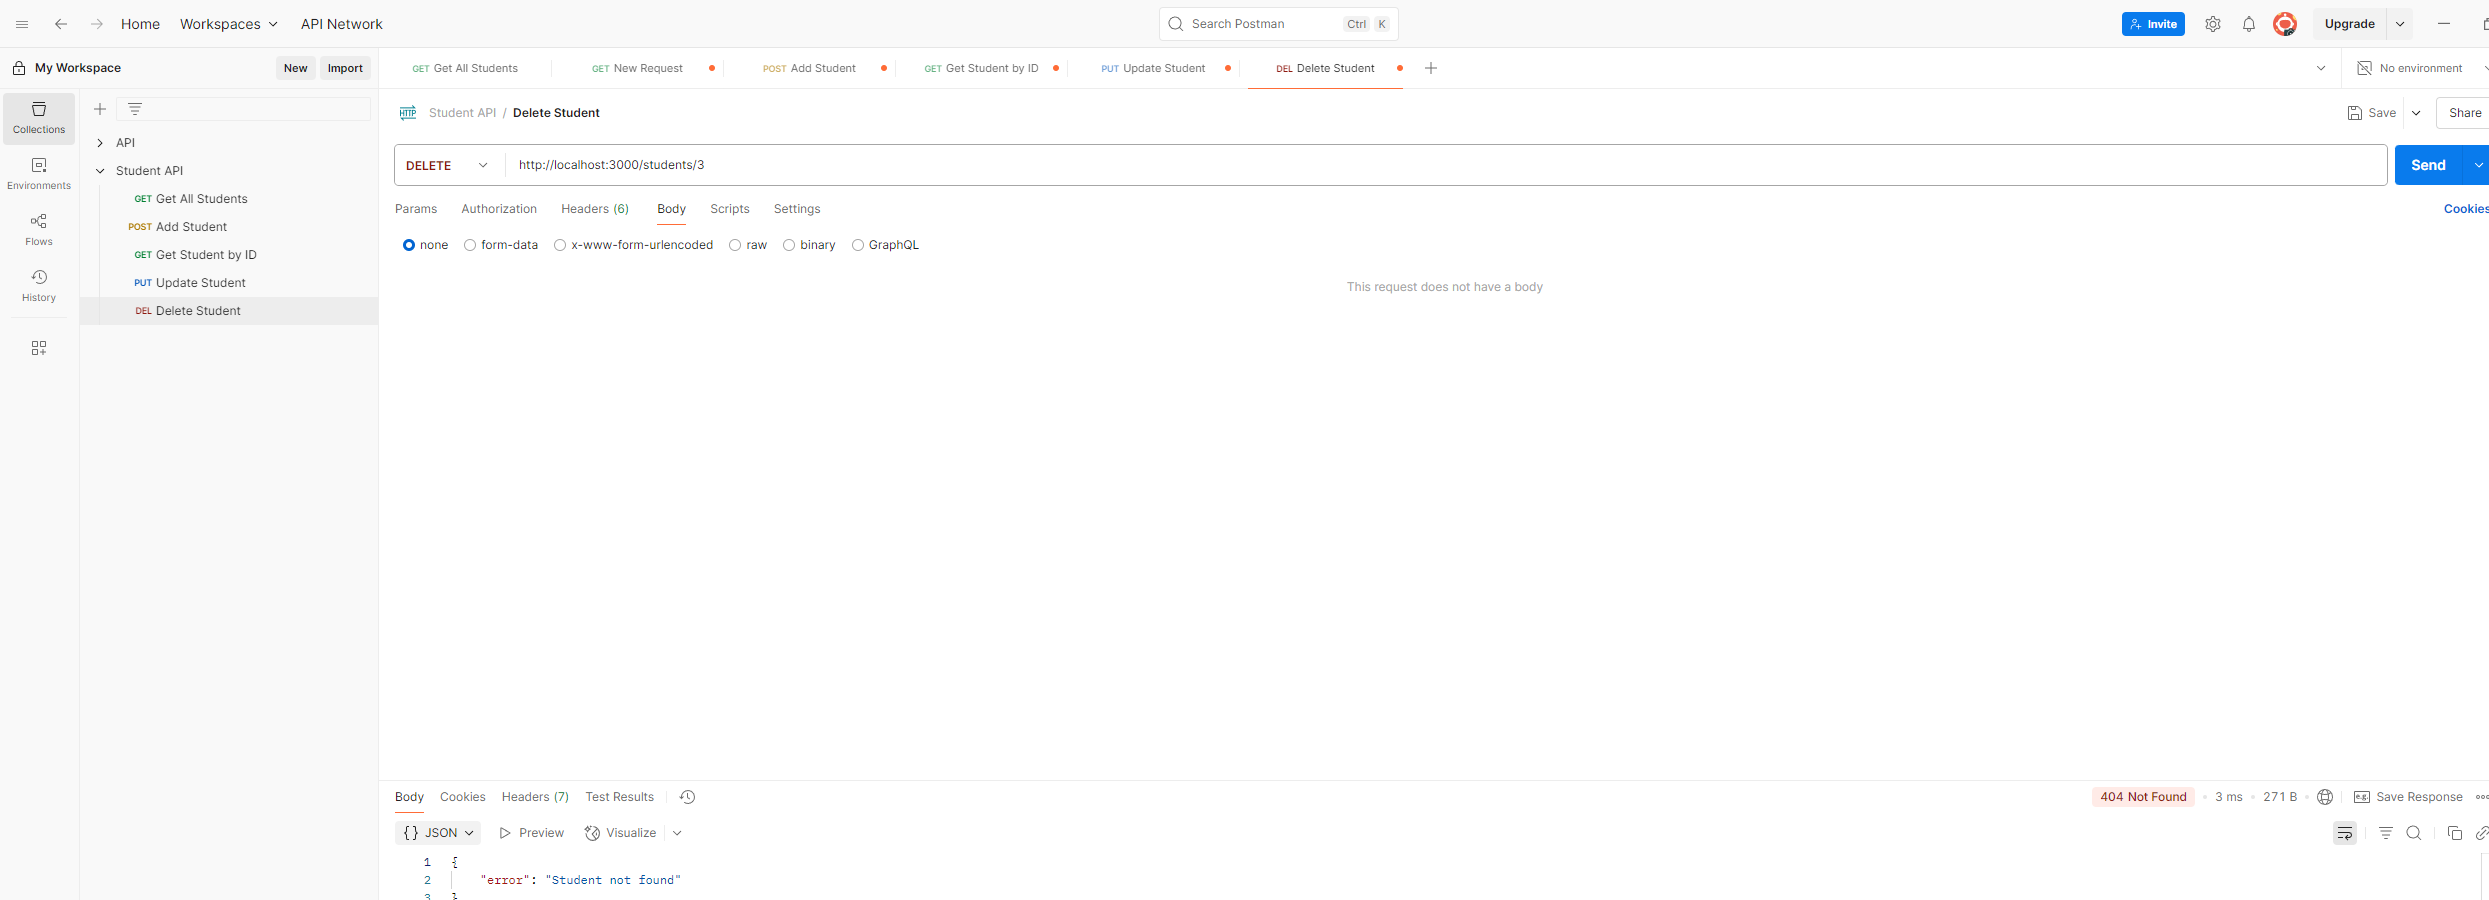 Home Workspaces API Network Search Postman Ctrl K Invite Upgrade
My Workspace New Import GET Get All Students GET New Request POST Add Student GET Get Student by ID PUT Update Student DEL Delete Student No environment
Collections
Environments
Flows
History
API
Student API
GET Get All Students
POST Add Student
GET Get Student by ID
PUT Update Student
DEL Delete Student
HTTP Student API / Delete Student Save Share
DELETE http://localhost:3000/students/3 Send
Params Authorization Headers (6) Body Scripts Settings Cookies
none form-data x-www-form-urlencoded raw binary GraphQL
This request does not have a body
Body Cookies Headers (7) Test Results 404 Not Found • 3 ms • 271 B • e.g. Save Response
{} JSON Preview Visualize
1 {
2 "error": "Student not found"
3 }